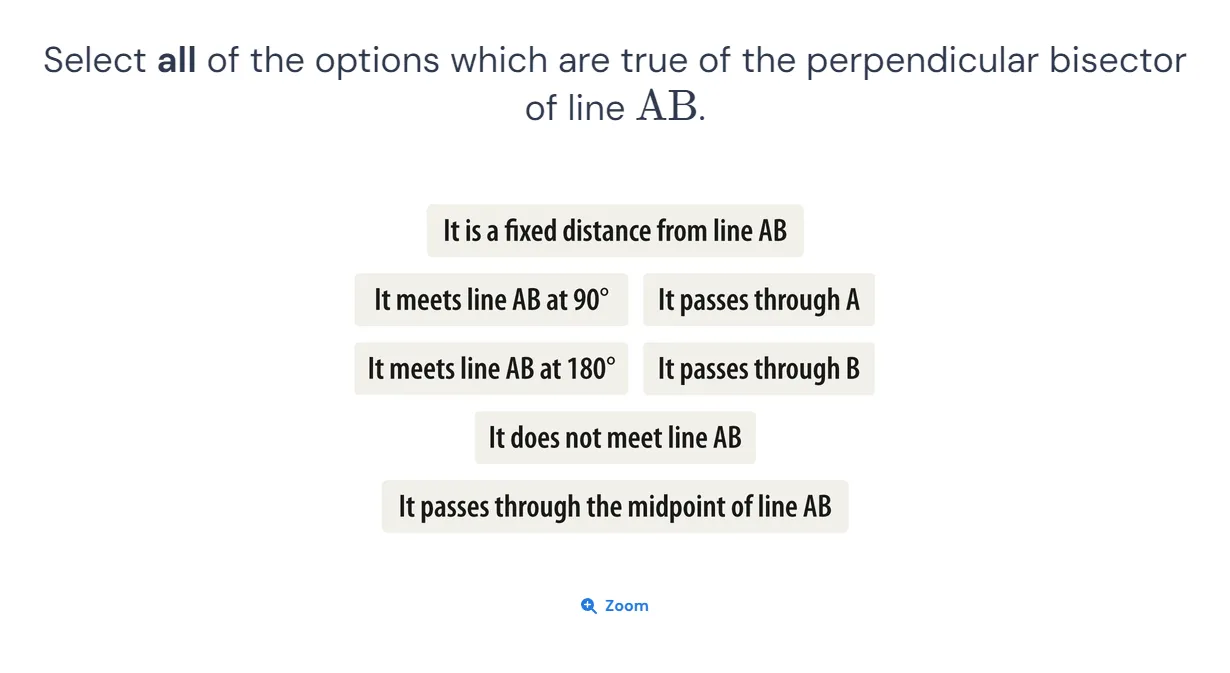 Select all of the options which are true of the perpendicular bisector
of line AB.
It is a fixed distance from line AB
It meets line AB at 90°
It passes through A
It meets line AB at 180°
It passes through B
It does not meet line AB
It passes through the midpoint of line AB
Zoom